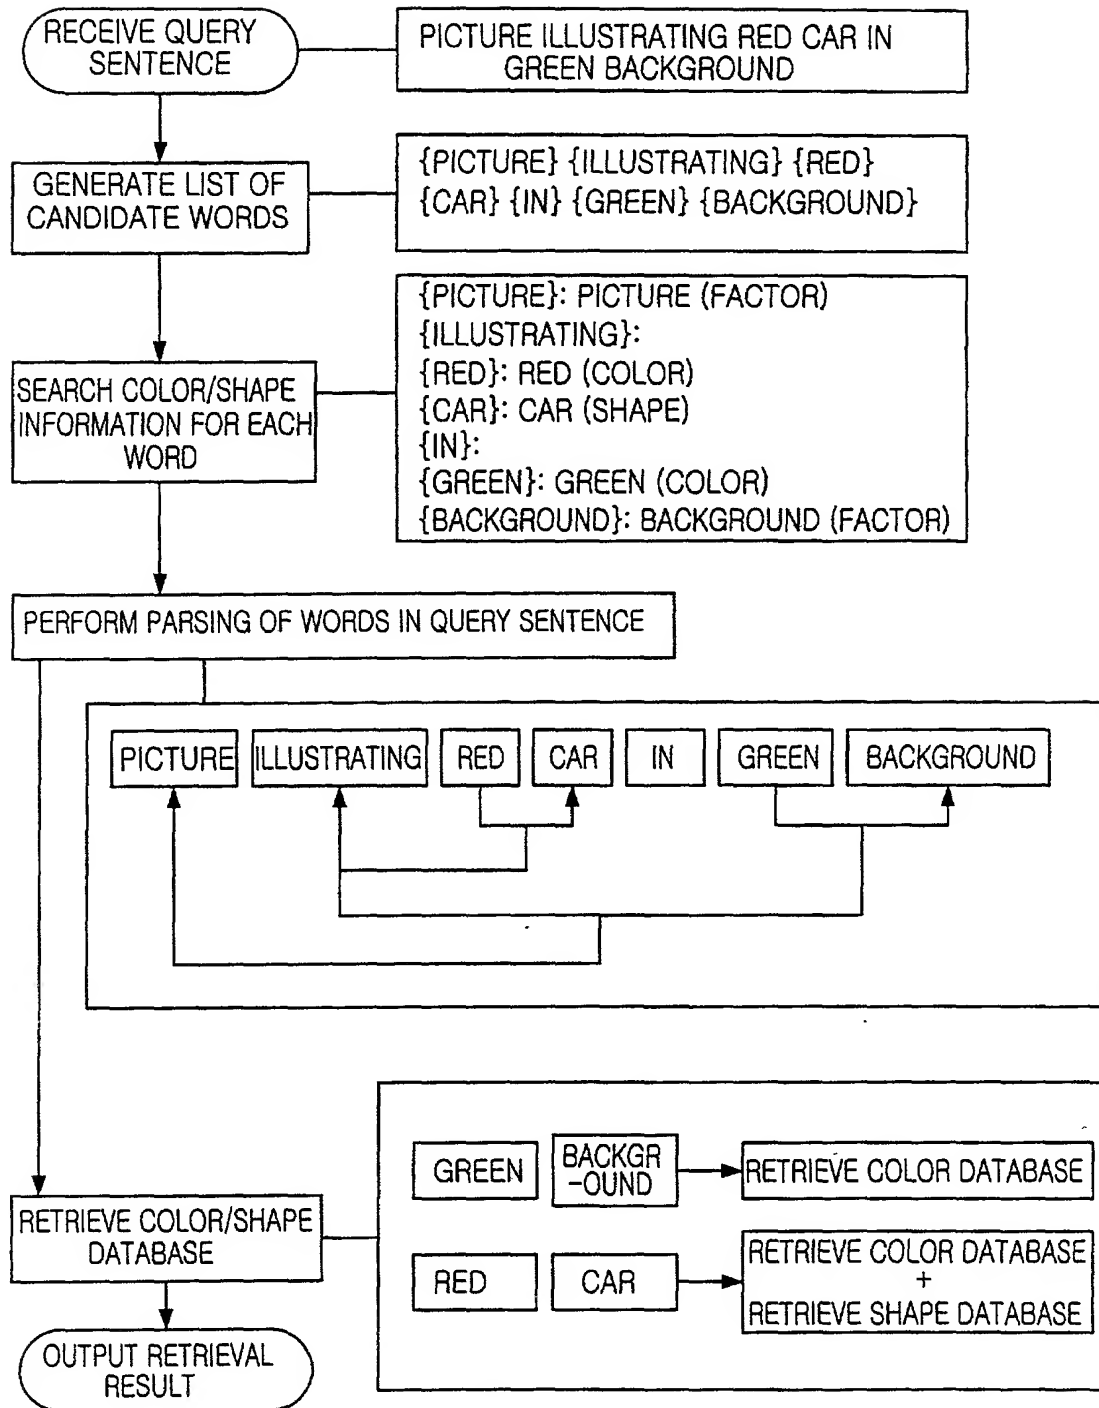 RECEIVE QUERY
SENTENCE
PICTURE ILLUSTRATING RED CAR IN
GREEN BACKGROUND
GENERATE LIST OF
CANDIDATE WORDS
{PICTURE} {ILLUSTRATING} {RED}
{CAR} {IN} {GREEN} {BACKGROUND}
SEARCH COLOR/SHAPE
INFORMATION FOR EACH
WORD
{PICTURE}: PICTURE (FACTOR)
{ILLUSTRATING}:
{RED}: RED (COLOR)
{CAR}: CAR (SHAPE)
{IN}:
{GREEN}: GREEN (COLOR)
{BACKGROUND}: BACKGROUND (FACTOR)
PERFORM PARSING OF WORDS IN QUERY SENTENCE
PICTURE ILLUSTRATING RED CAR IN GREEN BACKGROUND
RETRIEVE COLOR/SHAPE
DATABASE
GREEN
BACKGR
-OUND
RETRIEVE COLOR DATABASE
RED
CAR
RETRIEVE COLOR DATABASE
+
RETRIEVE SHAPE DATABASE
OUTPUT RETRIEVAL
RESULT